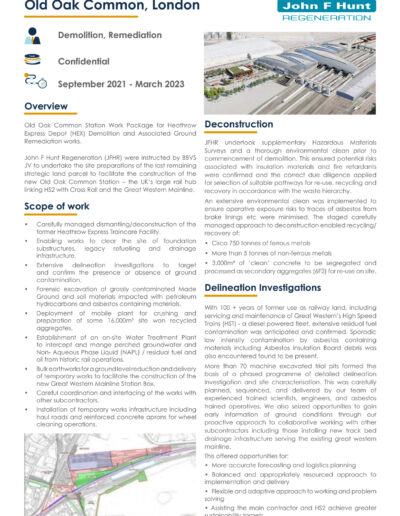 Old Oak Common, London
Demolition, Remediation
Confidential
September 2021 - March 2023
Overview
Old Oak Common Station Work Package for Heathrow
Express Depot (HEX) Demolition and Associated Ground
Remediation works.
John F Hunt Regeneration (JFHR) were instructed by BBVS
JV to undertake the site preparations of the last remaining
strategic land parcel to facilitate the construction of the
new Old Oak Common Station – the UK's large rail hub
linking HS2 with Cross Rail and the Great Western Mainline.
Scope of work
• Carefully managed dismantling/deconstruction of the
former Heathrow Express Traincare Facility.
• Enabling works to clear the site of foundation
substructures, legacy refuelling and drainage
infrastructure.
• Extensive delineation investigations to target
and confirm the presence or absence of ground
contamination.
• Forensic excavation of grossly contaminated Made
Ground and soil materials impacted with petroleum
hydrocarbons and asbestos containing materials.
• Deployment of mobile plant for crushing and
preparation of some 16,000m³ site won recycled
aggregates.
• Establishment of an on-site Water Treatment Plant
to intercept and mange perched groundwater and
Non- Aqueous Phase Liquid (NAPL) / residual fuel and
oil from historic rail operations.
• Bulk earthworks for a ground level reduction and delivery
of temporary works to facilitate the construction of the
new Great Western Mainline Station Box.
• Careful coordination and interfacing of the works with
other subcontractors.
• Installation of temporary works infrastructure including
haul roads and reinforced concrete aprons for wheel
cleaning operations.
John F Hunt
REGENERATION
Deconstruction
JFHR undertook supplementary Hazardous Materials
Surveys and a thorough environmental clean prior to
commencement of demolition. This ensured potential risks
associated with insulation materials and fire retardants
were confirmed and the correct due diligence applied
for selection of suitable pathways for re-use, recycling and
recovery in accordance with the waste hierarchy.
An extensive environmental clean was implemented to
ensure operative exposure risks to traces of asbestos from
brake linings etc were minimised. The staged carefully
managed approach to deconstruction enabled recycling/
recovery of:
• Circa 750 tonnes of ferrous metals
• More than 5 tonnes of non-ferrous metals
• 3,000m³ of 'clean' concrete to be segregated and
processed as secondary aggregates (6F2) for re-use on site.
Delineation Investigations
With 100 + years of former use as railway land, including
servicing and maintenance of Great Western's High Speed
Trains (HST) - a diesel powered fleet, extensive residual fuel
contamination was anticipated and confirmed. Sporadic
low intensity contamination by asbestos containing
materials including Asbestos Insulation Board debris was
also encountered found to be present.
More than 70 machine excavated trial pits formed the
basis of a phased programme of detailed delineation
investigation and site characterisation. This was carefully
planned, sequenced, and delivered by our team of
experienced trained scientists, engineers, and asbestos
trained operatives. We also seized opportunities to gain
early information of ground conditions through our
proactive approach to collaborative working with other
subcontractors including those installing new track bed
drainage infrastructure serving the existing great western
mainline.
This offered opportunities for:
• More accurate forecasting and logistics planning
• Balanced and appropriately resourced approach to
implementation and delivery
• Flexible and adaptive approach to working and problem
solving
• Assisting the main contractor and HS2 achieve greater
sustainability targets